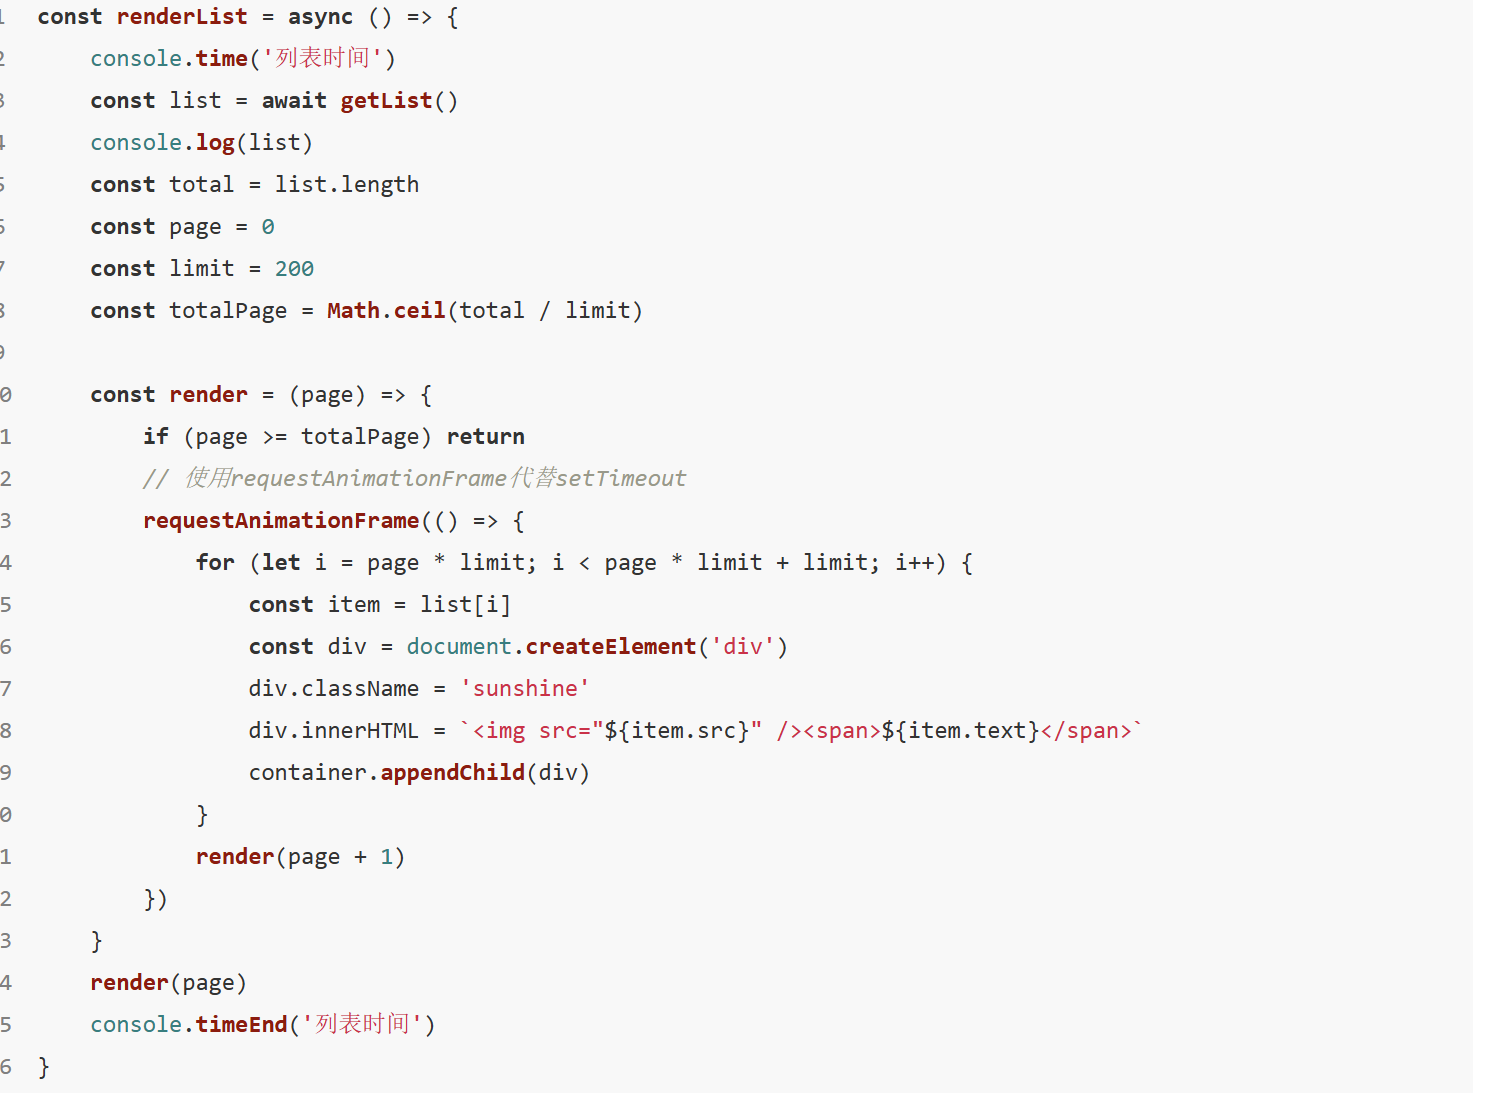 1 const renderList = async () => {
2     console.time('列表时间')
3     const list = await getList()
4     console.log(list)
5     const total = list.length
6     const page = 0
7     const limit = 200
8     const totalPage = Math.ceil(total / limit)
9
0     const render = (page) => {
1         if (page >= totalPage) return
2         // 使用requestAnimationFrame代替setTimeout
3         requestAnimationFrame(() => {
4             for (let i = page * limit; i < page * limit + limit; i++) {
5                 const item = list[i]
6                 const div = document.createElement('div')
7                 div.className = 'sunshine'
8                 div.innerHTML = `<img src="${item.src}" /><span>${item.text}</span>`
9                 container.appendChild(div)
0             }
1             render(page + 1)
2         })
3     }
4     render(page)
5     console.timeEnd('列表时间')
6 }